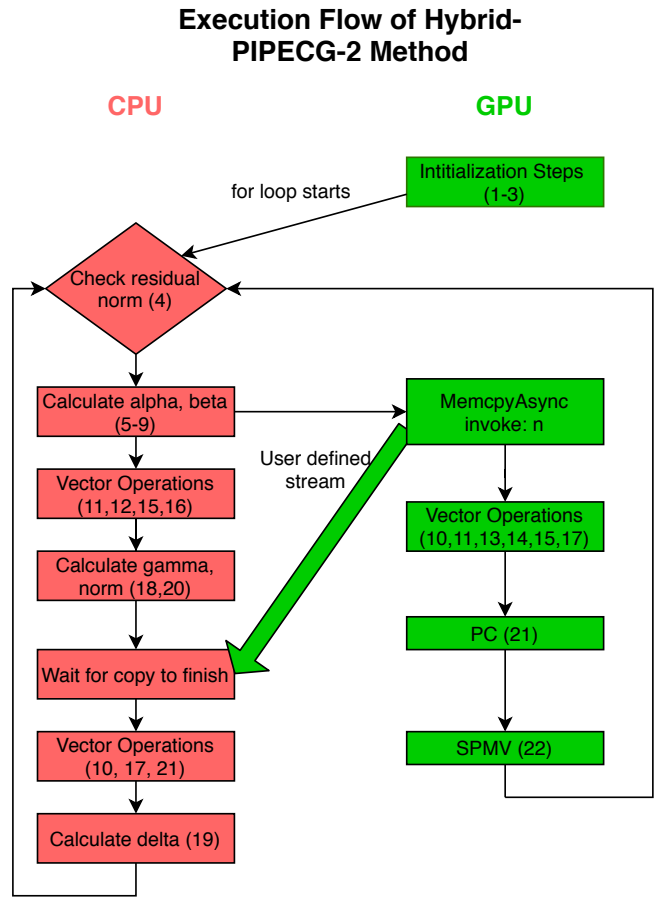 Execution Flow of Hybrid-
PIPECG-2 Method
CPU
GPU
Intitialization Steps
(1-3)
for loop starts
Check residual
norm (4)
Calculate alpha, beta
(5-9)
MemcpyAsync
invoke: n
User defined
stream
Vector Operations
(11,12,15,16)
Vector Operations
(10,11,13,14,15,17)
Calculate gamma,
norm (18,20)
PC (21)
Wait for copy to finish
Vector Operations
(10, 17, 21)
SPMV (22)
Calculate delta (19)